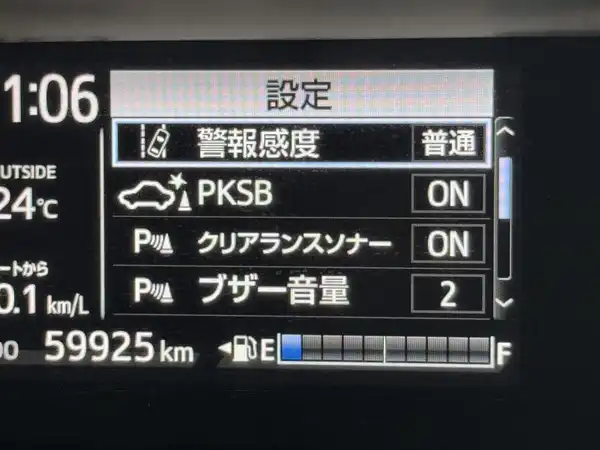 1:06
設定
警報感度 普通
UTSIDE
24℃
PKSB ON
P クリアランスソナー ON
ートから
0.1 km/L
P ブザー音量 2
DO 59925 km
E F